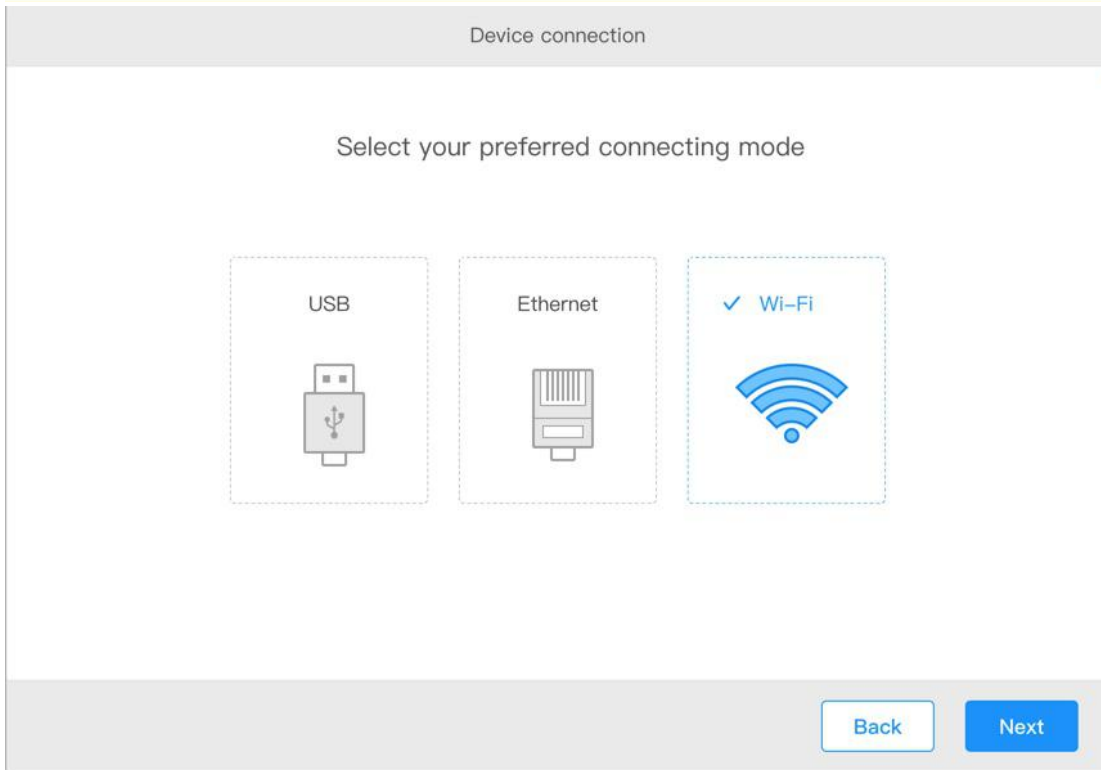 Device connection
Select your preferred connecting mode
USB
Ethernet
Wi-Fi
Back
Next